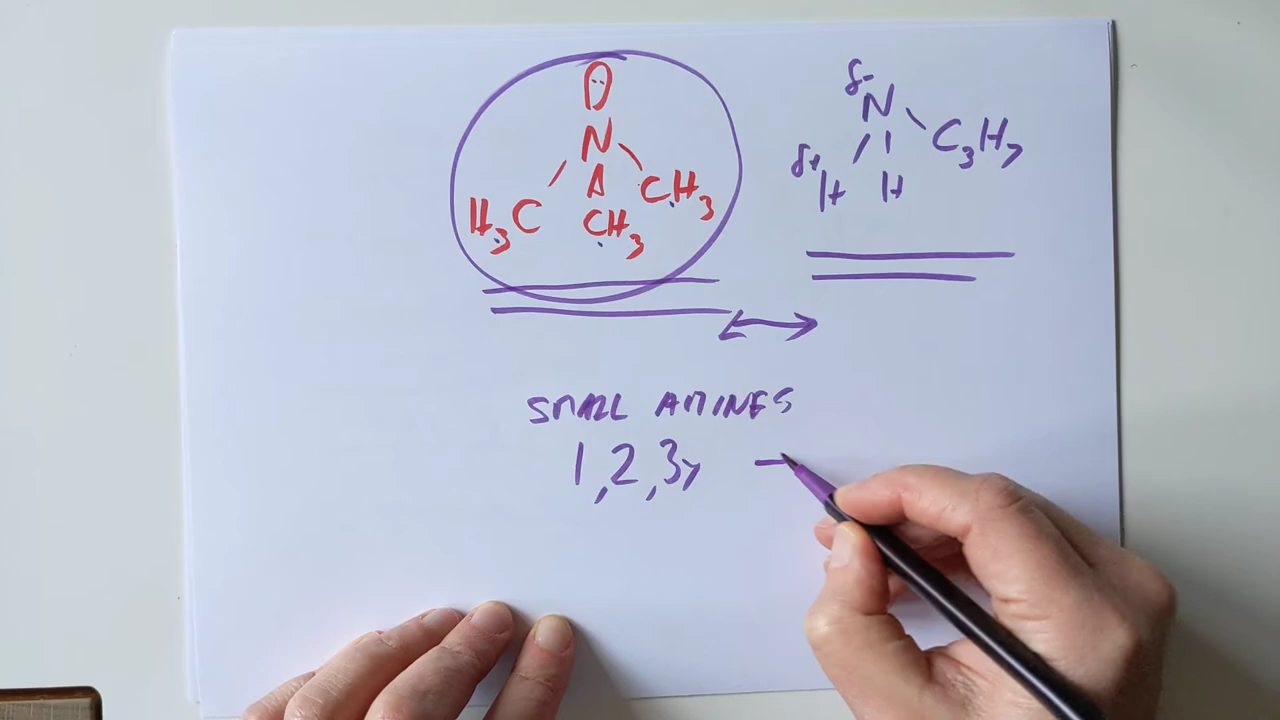 δ-
N
N
δ+
C3H7
H
H
H3C
CH3
CH3
SMALL AMINES
1,2,3y